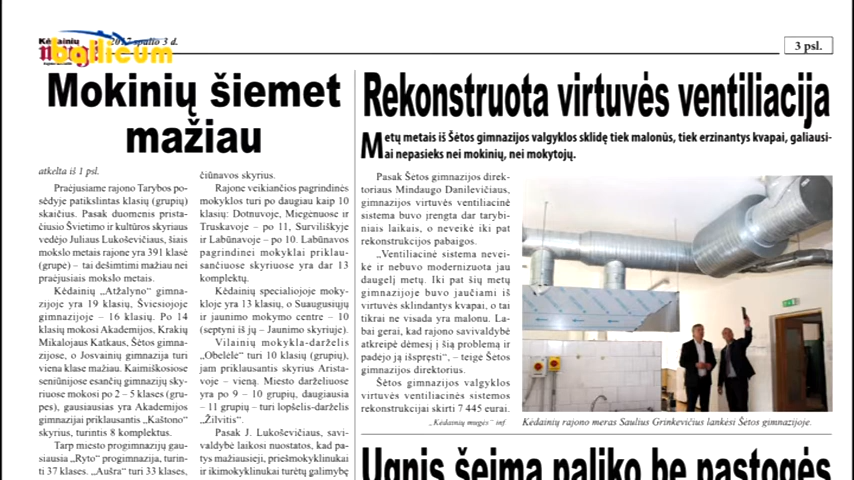 Kėdainių
mugė
balticum
2017 spalio 3 d.
3 psl.
Mokinių šiemet
mažiau
atkelta iš 1 psl.
Praėjusiame rajono Tarybos po-
sėdyje patikslintas klasių (grupių)
skaičius. Pasak duomenis prista-
čiusio Švietimo ir kultūros skyriaus
vedėjo Juliaus Lukoševičiaus, šiais
mokslo metais rajone yra 391 klasė
(grupė) – tai dešimtimi mažiau nei
praėjusiais mokslo metais.
Kėdainių „Atžalyno“ gimna-
zijoje yra 19 klasių, Šviesiojoje
gimnazijoje – 16 klasių. Po 14
klasių mokosi Akademijos, Krakių
Mikalojaus Katkaus, Šėtos gimna-
zijose, o Josvainių gimnazija turi
viena klase mažau. Kaimiškosiose
seniūnijose esančių gimnazijų sky-
riuose mokosi po 2 – 5 klases (gru-
pes), gausiausias yra Akademijos
gimnazijai priklausantis „Kaštono“
skyrius, turintis 8 komplektus.
Tarp miesto progimnazijų gau-
siausia „Ryto“ progimnazija, turin-
ti 37 klases. „Aušra“ turi 33 klases,
čiūnavos skyrius.
Rajone veikiančios pagrindinės
mokyklos turi po daugiau kaip 10
klasių: Dotnuvoje, Miegėnuose ir
Truskavoje – po 11, Surviliškyje
ir Labūnavoje – po 10. Labūnavos
pagrindinei mokyklai priklau-
sančiuose skyriuose yra dar 13
komplektų.
Kėdainių specialiojoje moky-
kloje yra 13 klasių, o Suaugusiųjų
ir jaunimo mokymo centre – 10
(septyni iš jų – Jaunimo skyriuje).
Vilainių mokykla-darželis
„Obelėlė“ turi 10 klasių (grupių),
jam priklausantis skyrius Arista-
voje – vieną. Miesto darželiuose
yra po 9 – 10 grupių, daugiausia
– 11 grupių – turi lopšelis-darželis
„Žilvitis“.
Pasak J. Lukoševičiaus, savi-
valdybė laikosi nuostatos, kad pa-
tys mažiausieji, priešmokyklinukai
ir ikimokyklinukai turėtų galimybę
Rekonstruota virtuvės ventiliacija
Metų metais iš Šėtos gimnazijos valgyklos sklidę tiek malonūs, tiek erzinantys kvapai, galiausi-
ai nepasieks nei mokinių, nei mokytojų.
Pasak Šėtos gimnazijos direk-
toriaus Mindaugo Danilevičiaus,
gimnazijos virtuvės ventiliacinė
sistema buvo įrengta dar tarybi-
niais laikais, o neveikė iki pat
rekonstrukcijos pabaigos.
„Ventiliacinė sistema nevei-
kė ir nebuvo modernizuota jau
daugelį metų. Iki pat šių metų
gimnazijoje buvo jaučiami iš
virtuvės sklindantys kvapai, o tai
tikrai ne visada yra malonu. La-
bai gerai, kad rajono savivaldybė
atkreipė dėmesį į šią problemą ir
padėjo ją išspręsti“, – teigė Šėtos
gimnazijos direktorius.
Šėtos gimnazijos valgyklos
virtuvės ventiliacinės sistemos
rekonstrukcijai skirti 7 445 eurai.
„Kėdainių mugės“ inf.
Kėdainių rajono meras Saulius Grinkevičius lankėsi Šėtos gimnazijoje.
Ugnis šeimą paliko be pastogės